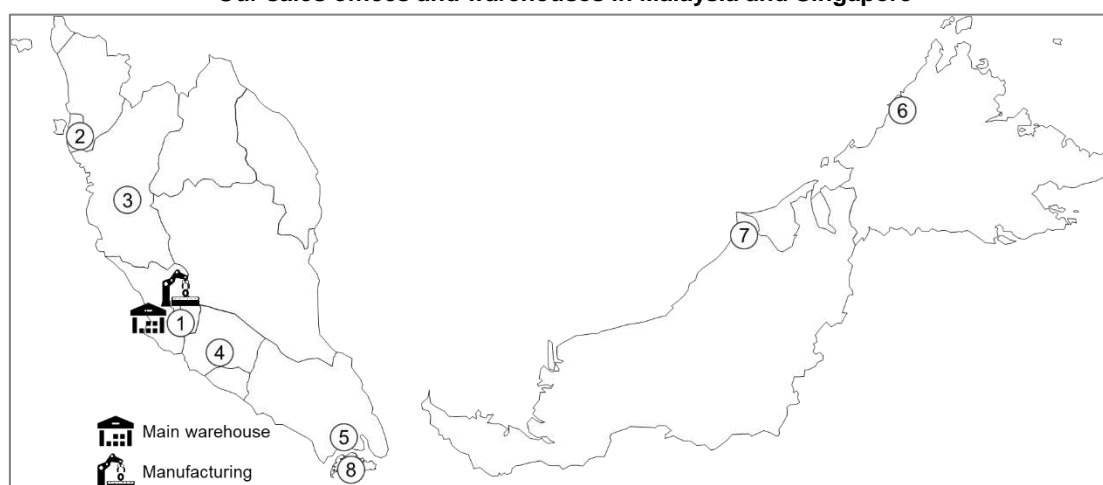 Our sales offices and warehouses in Malaysia and Singapore
6
2
3
7
1
4
Main warehouse
5
Manufacturing
8